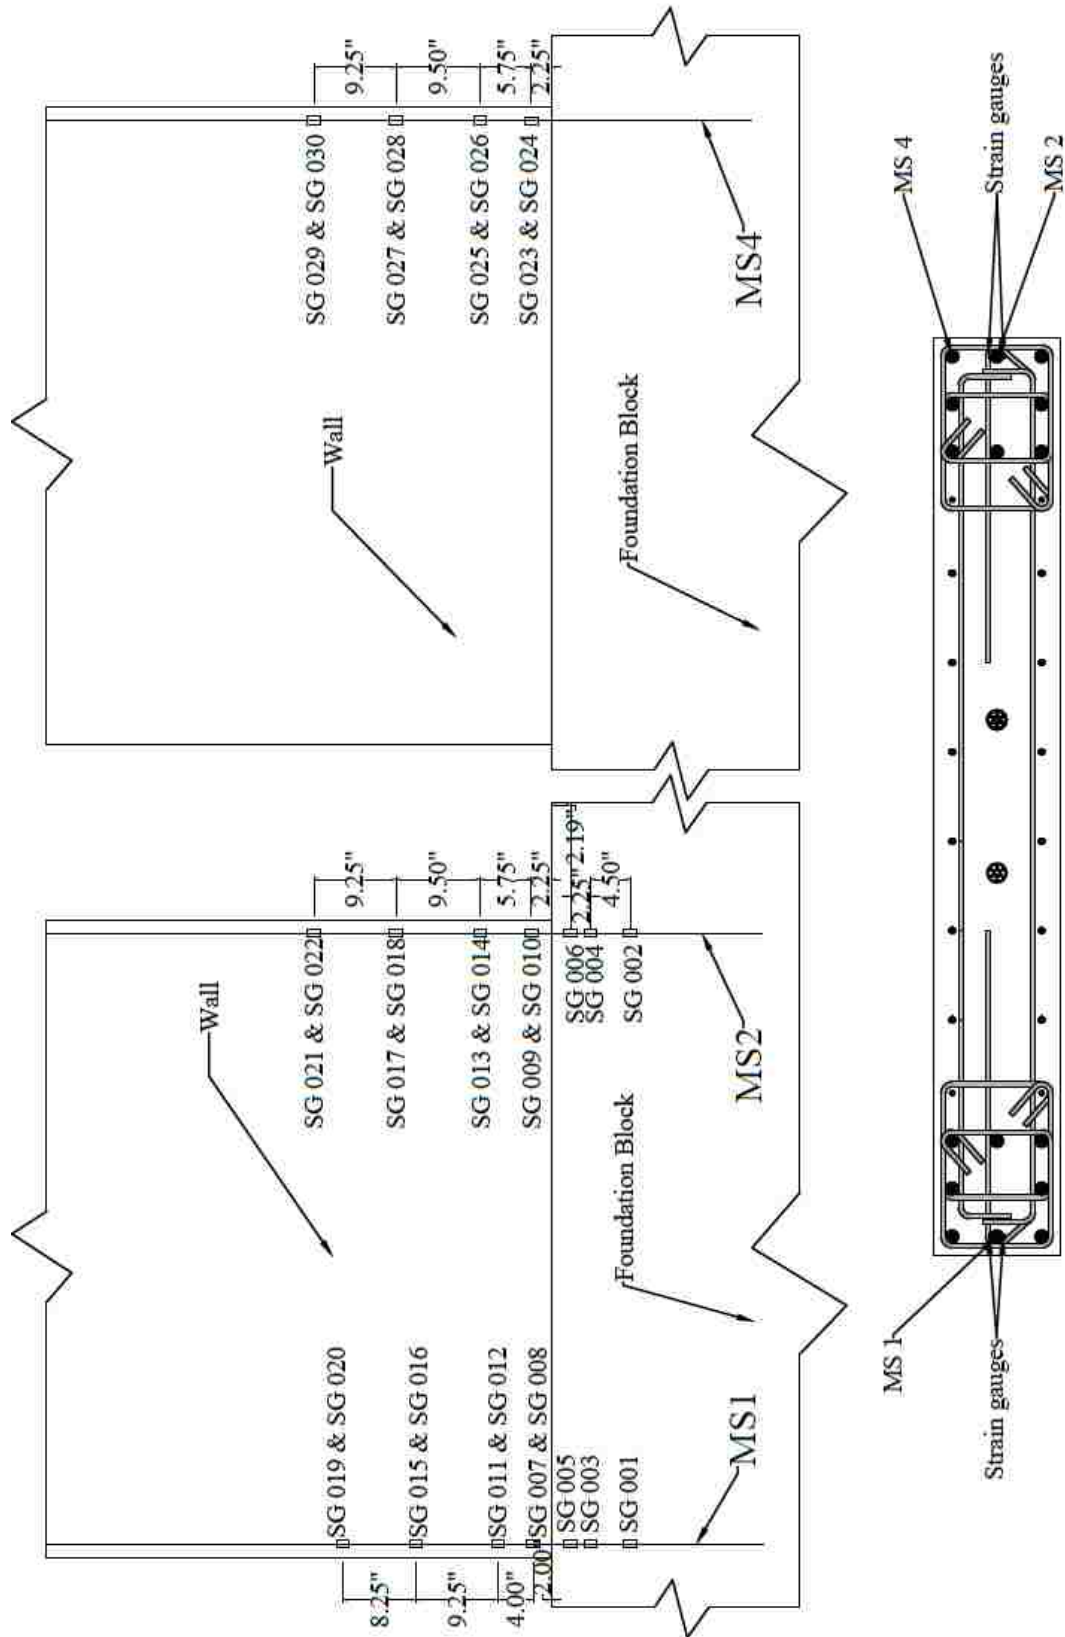 9.25"
9.50"
5.75"
2.25"
SG 029 & SG 030
SG 027 & SG 028
SG 025 & SG 026
SG 023 & SG 024
Wall
Foundation Block
MS4
MS 4
Strain gauges
MS 2
9.25"
9.50"
5.75"
2.25"
2.19"
2.25"
4.50"
SG 021 & SG 022
SG 017 & SG 018
SG 013 & SG 014
SG 009 & SG 010
SG 006
SG 004
SG 002
Wall
Foundation Block
MS2
SG 019 & SG 020
SG 015 & SG 016
SG 011 & SG 012
SG 007 & SG 008
SG 005
SG 003
SG 001
8.25"
9.25"
4.00"
2.00"
MS1
MS 1
Strain gauges